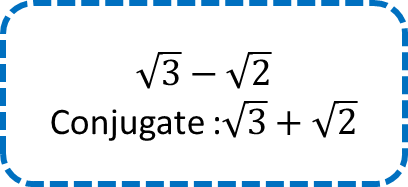 √3 − √2
Conjugate :√3 + √2